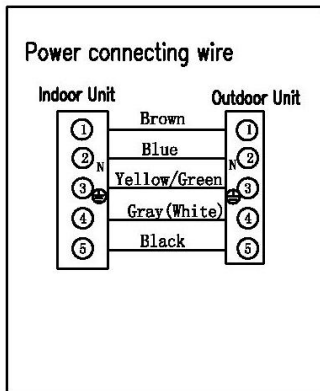 Power connecting wire
Indoor Unit Outdoor Unit
1 Brown 1
2 N Blue N 2
3 Yellow/Green 3
4 Gray(White) 4
5 Black 5